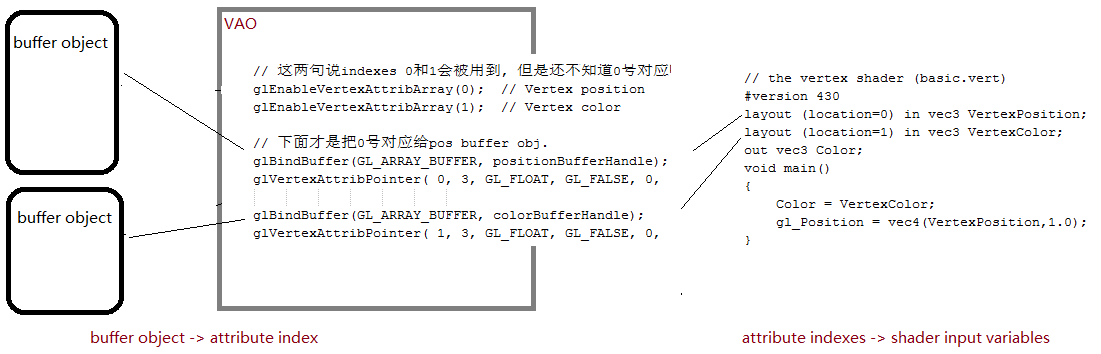 buffer object
buffer object
VAO
// 这两句说indexes 0和1会被用到, 但是还不知道0号对应
glEnableVertexAttribArray(0);  // Vertex position
glEnableVertexAttribArray(1);  // Vertex color
// 下面才是把0号对应给pos buffer obj.
glBindBuffer(GL_ARRAY_BUFFER, positionBufferHandle);
glVertexAttribPointer( 0, 3, GL_FLOAT, GL_FALSE, 0,
glBindBuffer(GL_ARRAY_BUFFER, colorBufferHandle);
glVertexAttribPointer( 1, 3, GL_FLOAT, GL_FALSE, 0,
// the vertex shader (basic.vert)
#version 430
layout (location=0) in vec3 VertexPosition;
layout (location=1) in vec3 VertexColor;
out vec3 Color;
void main()
{
    Color = VertexColor;
    gl_Position = vec4(VertexPosition,1.0);
}
buffer object -> attribute index
attribute indexes -> shader input variables